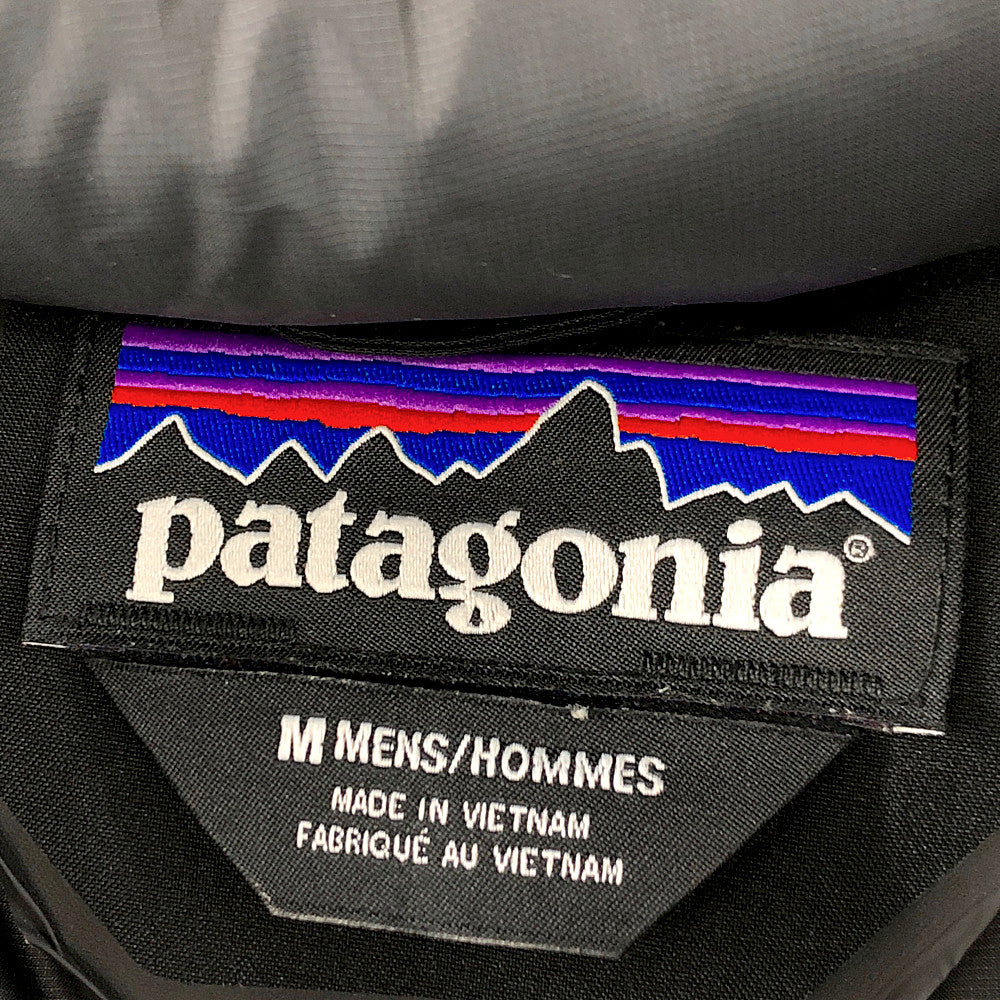 patagonia®
M MENS/HOMMES
MADE IN VIETNAM
FABRIQUÉ AU VIETNAM